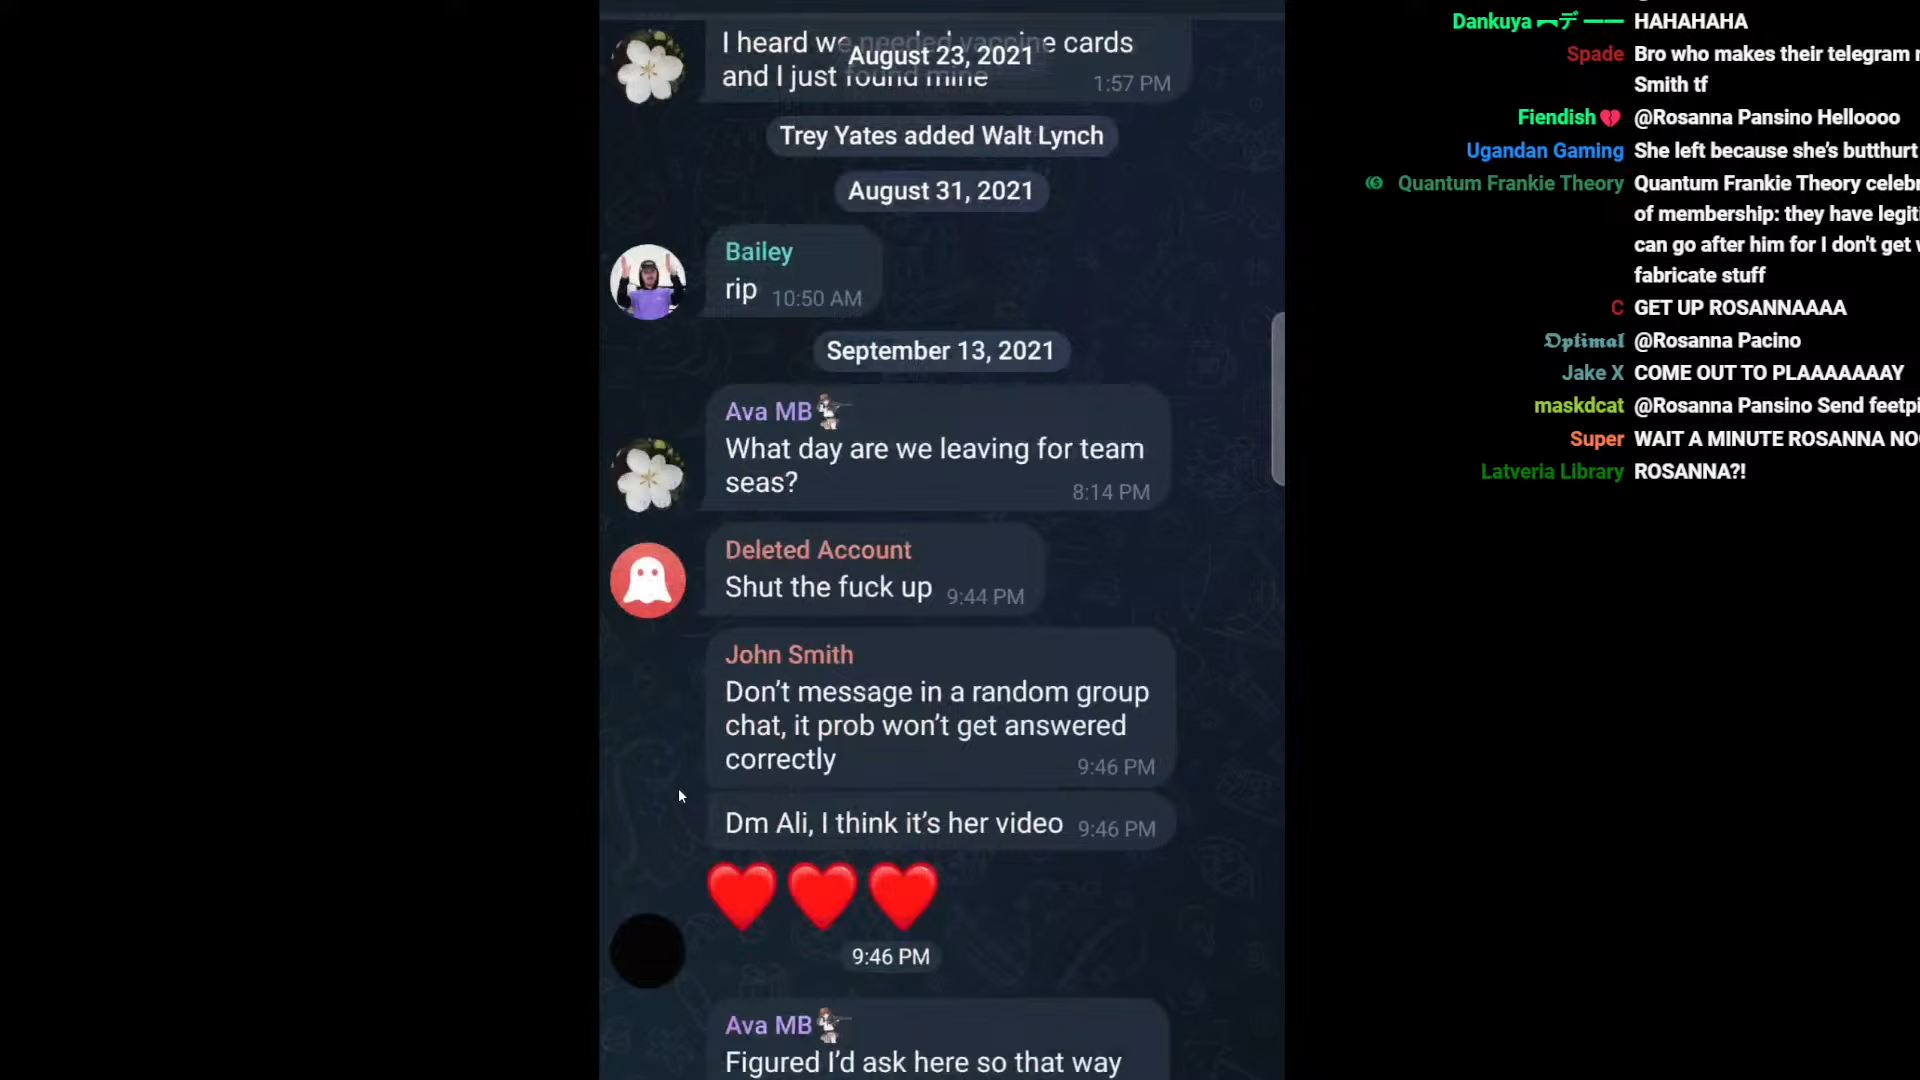 I heard we needed vaccine cards
August 23, 2021
and I just found mine
1:57 PM
Trey Yates added Walt Lynch
August 31, 2021
Bailey
rip 10:50 AM
September 13, 2021
Ava MB
What day are we leaving for team
seas?
8:14 PM
Deleted Account
Shut the fuck up 9:44 PM
John Smith
Don't message in a random group
chat, it prob won't get answered
correctly
9:46 PM
Dm Ali, I think it's her video 9:46 PM
9:46 PM
Ava MB
Figured I'd ask here so that way
Dankuya ︻デ一一 HAHAHAHA
Spade Bro who makes their telegram
Smith tf
Fiendish @Rosanna Pansino Helloooo
Ugandan Gaming She left because she's butthurt
Quantum Frankie Theory Quantum Frankie Theory
of membership: they have
can go after him for I don't get
fabricate stuff
C GET UP ROSANNAAAA
𝕺𝖕𝖙𝖎𝖒𝖆𝖑 @Rosanna Pacino
Jake X COME OUT TO PLAAAAAAAY
maskdcat @Rosanna Pansino Send
Super WAIT A MINUTE ROSANNA
Latveria Library ROSANNA?!